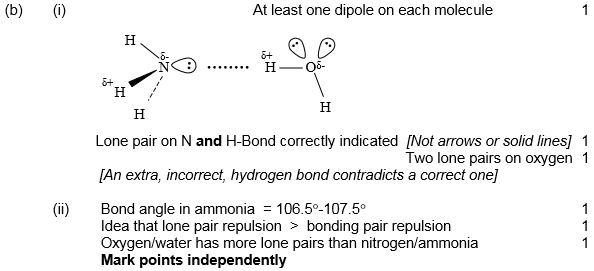 (b) (i) At least one dipole on each molecule 1
H
δ- δ+
N H O δ-
δ+
H
H H
Lone pair on N and H-Bond correctly indicated [Not arrows or solid lines] 1
Two lone pairs on oxygen 1
[An extra, incorrect, hydrogen bond contradicts a correct one]
(ii) Bond angle in ammonia = 106.5º-107.5º 1
Idea that lone pair repulsion > bonding pair repulsion 1
Oxygen/water has more lone pairs than nitrogen/ammonia 1
Mark points independently